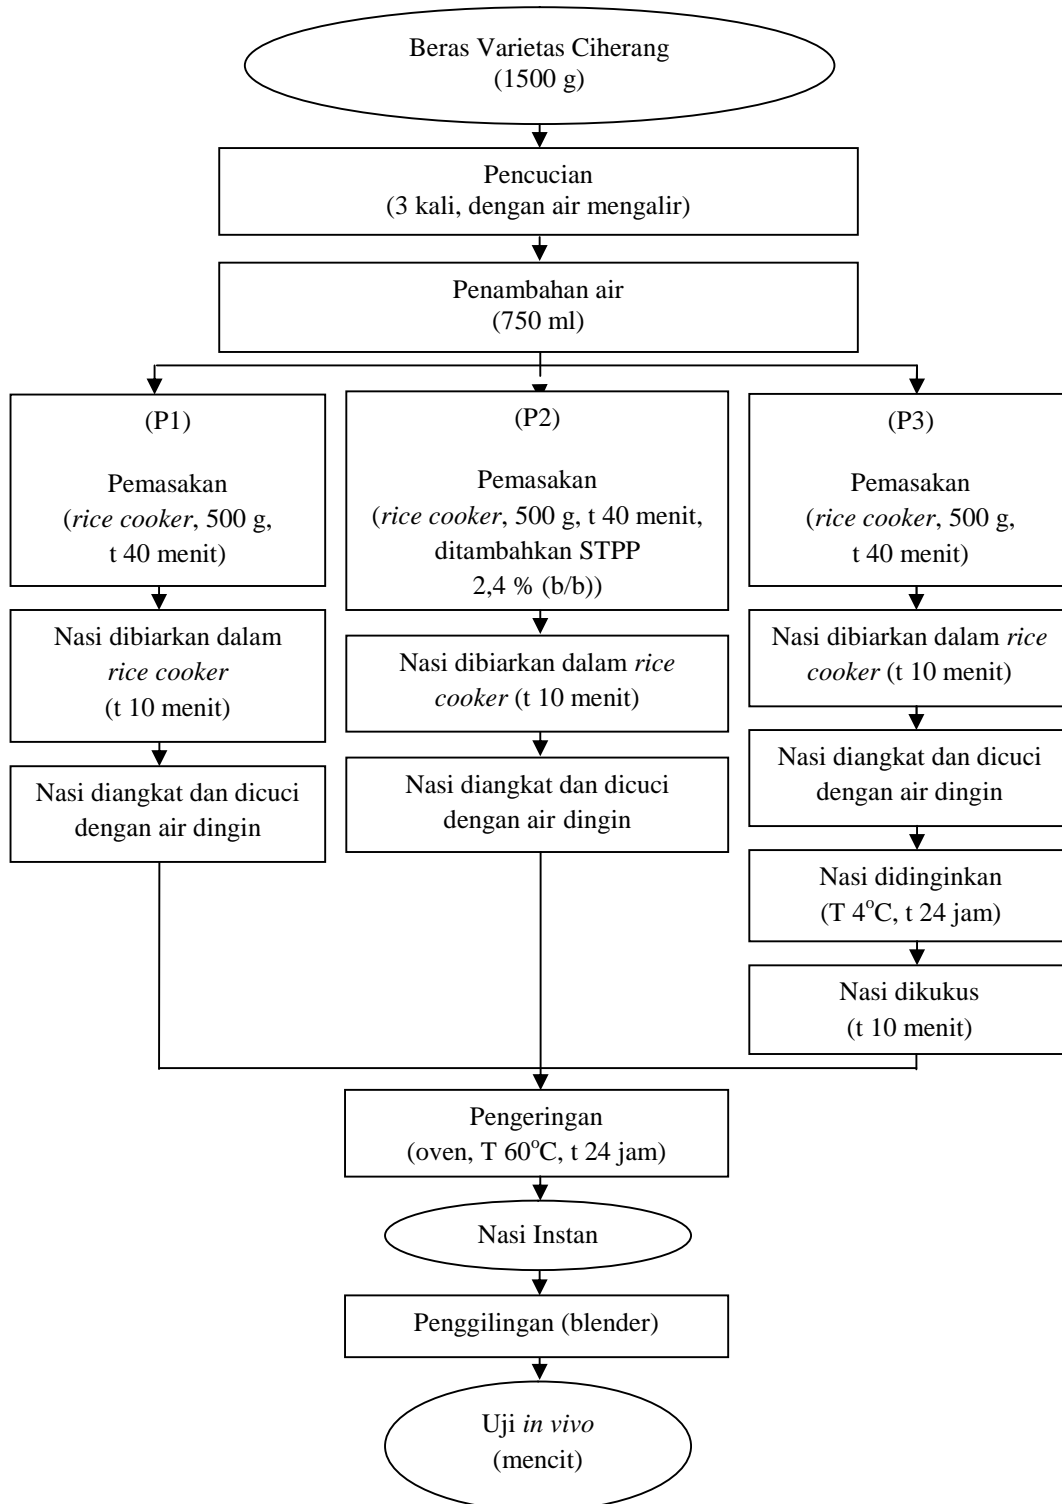 Beras Varietas Ciherang
(1500 g)
Pencucian
(3 kali, dengan air mengalir)
Penambahan air
(750 ml)
(P1)
Pemasakan
(rice cooker, 500 g,
t 40 menit)
Nasi dibiarkan dalam
rice cooker
(t 10 menit)
Nasi diangkat dan dicuci
dengan air dingin
(P2)
Pemasakan
(rice cooker, 500 g, t 40 menit,
ditambahkan STPP
2,4 % (b/b))
Nasi dibiarkan dalam rice
cooker (t 10 menit)
Nasi diangkat dan dicuci
dengan air dingin
(P3)
Pemasakan
(rice cooker, 500 g,
t 40 menit)
Nasi dibiarkan dalam rice
cooker (t 10 menit)
Nasi diangkat dan dicuci
dengan air dingin
Nasi didinginkan
(T 4°C, t 24 jam)
Nasi dikukus
(t 10 menit)
Pengeringan
(oven, T 60°C, t 24 jam)
Nasi Instan
Penggilingan (blender)
Uji in vivo
(mencit)